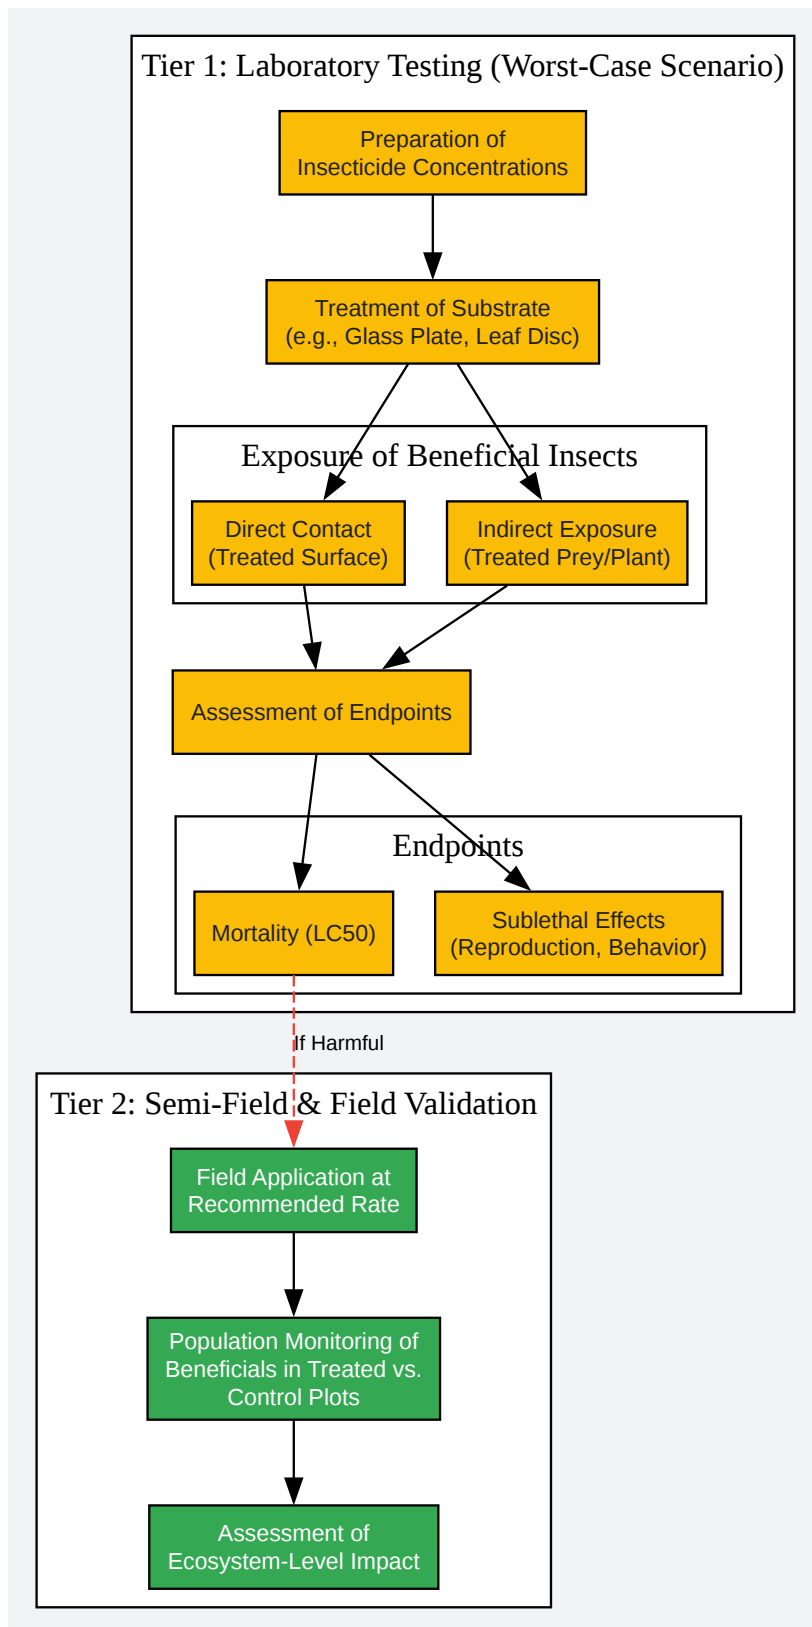 Tier 1: Laboratory Testing (Worst-Case Scenario)
Preparation of
Insecticide Concentrations
Treatment of Substrate
(e.g., Glass Plate, Leaf Disc)
Exposure of Beneficial Insects
Direct Contact
(Treated Surface)
Indirect Exposure
(Treated Prey/Plant)
Assessment of Endpoints
Endpoints
Mortality (LC50)
Sublethal Effects
(Reproduction, Behavior)
If Harmful
Tier 2: Semi-Field & Field Validation
Field Application at
Recommended Rate
Population Monitoring of
Beneficials in Treated vs.
Control Plots
Assessment of
Ecosystem-Level Impact